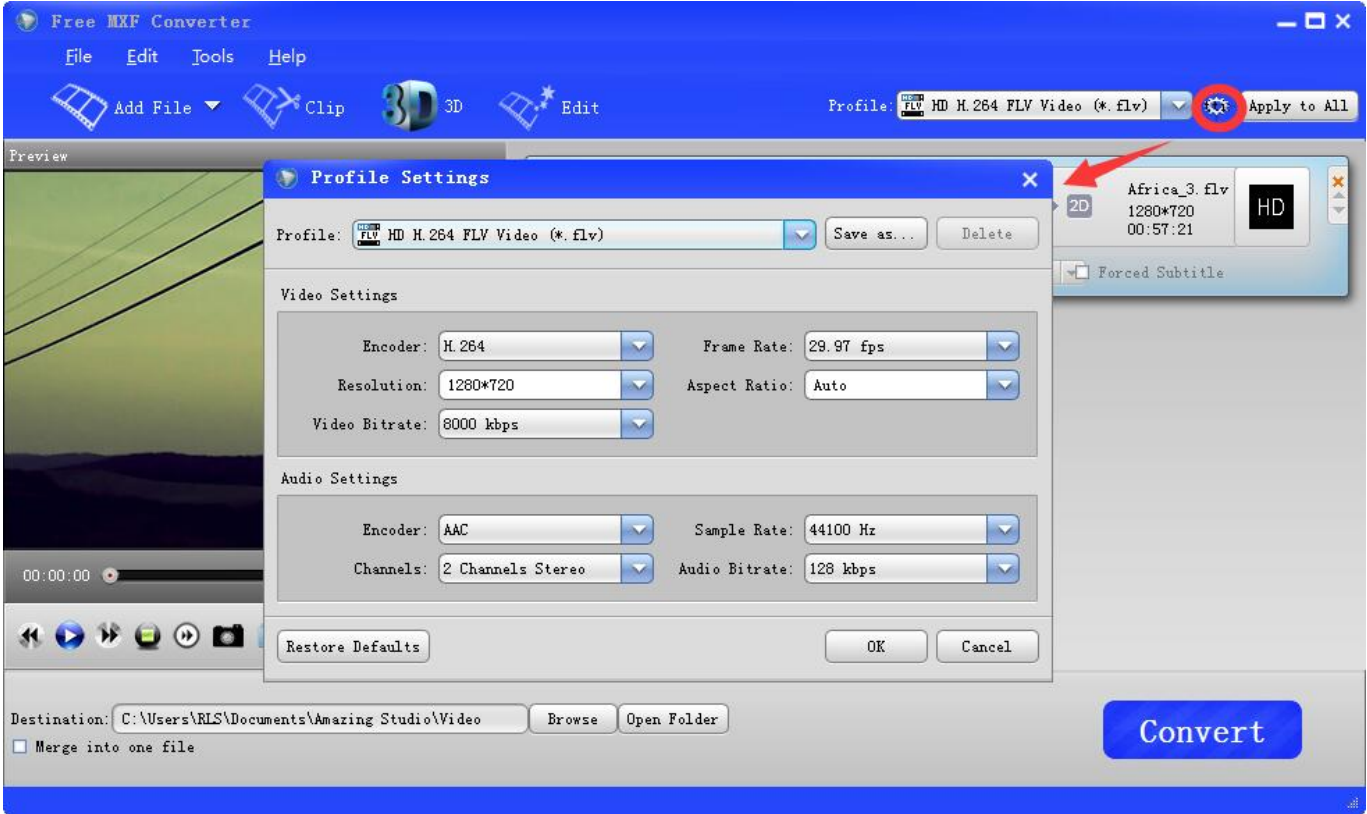 Free MXF Converter
File Edit Tools Help
Add File Clip 3D 3D Edit Profile: HD FLV HD H.264 FLV Video (*.flv) Apply to All
Preview
Profile Settings
Profile: HD FLV HD H.264 FLV Video (*.flv) Save as... Delete
Video Settings
Encoder: H.264 Frame Rate: 29.97 fps
Resolution: 1280*720 Aspect Ratio: Auto
Video Bitrate: 8000 kbps
Audio Settings
Encoder: AAC Sample Rate: 44100 Hz
Channels: 2 Channels Stereo Audio Bitrate: 128 kbps
Restore Defaults OK Cancel
2D Africa_3.flv HD
1280*720
00:57:21
Forced Subtitle
00:00:00
Destination: C:\Users\RLS\Documents\Amazing Studio\Video Browse Open Folder
Merge into one file
Convert